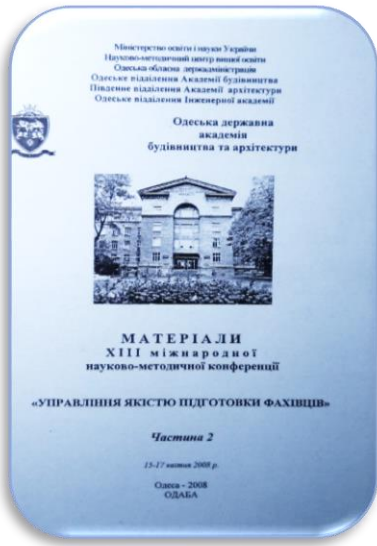 Міністерство освіти і науки України
Науково-методичний центр вищої освіти
Одеська обласна держадміністрація
Одеське відділення Академії будівництва
Південне відділення Академії архітектури
Одеське відділення Інженерної академії
Одеська державна
академія
будівництва та архітектури
МАТЕРІАЛИ
XIII міжнародної
науково-методичної конференції
«УПРАВЛІННЯ ЯКІСТЮ ПІДГОТОВКИ ФАХІВЦІВ»
Частина 2
15-17 квітня 2008 р.
Одеса - 2008
ОДАБА